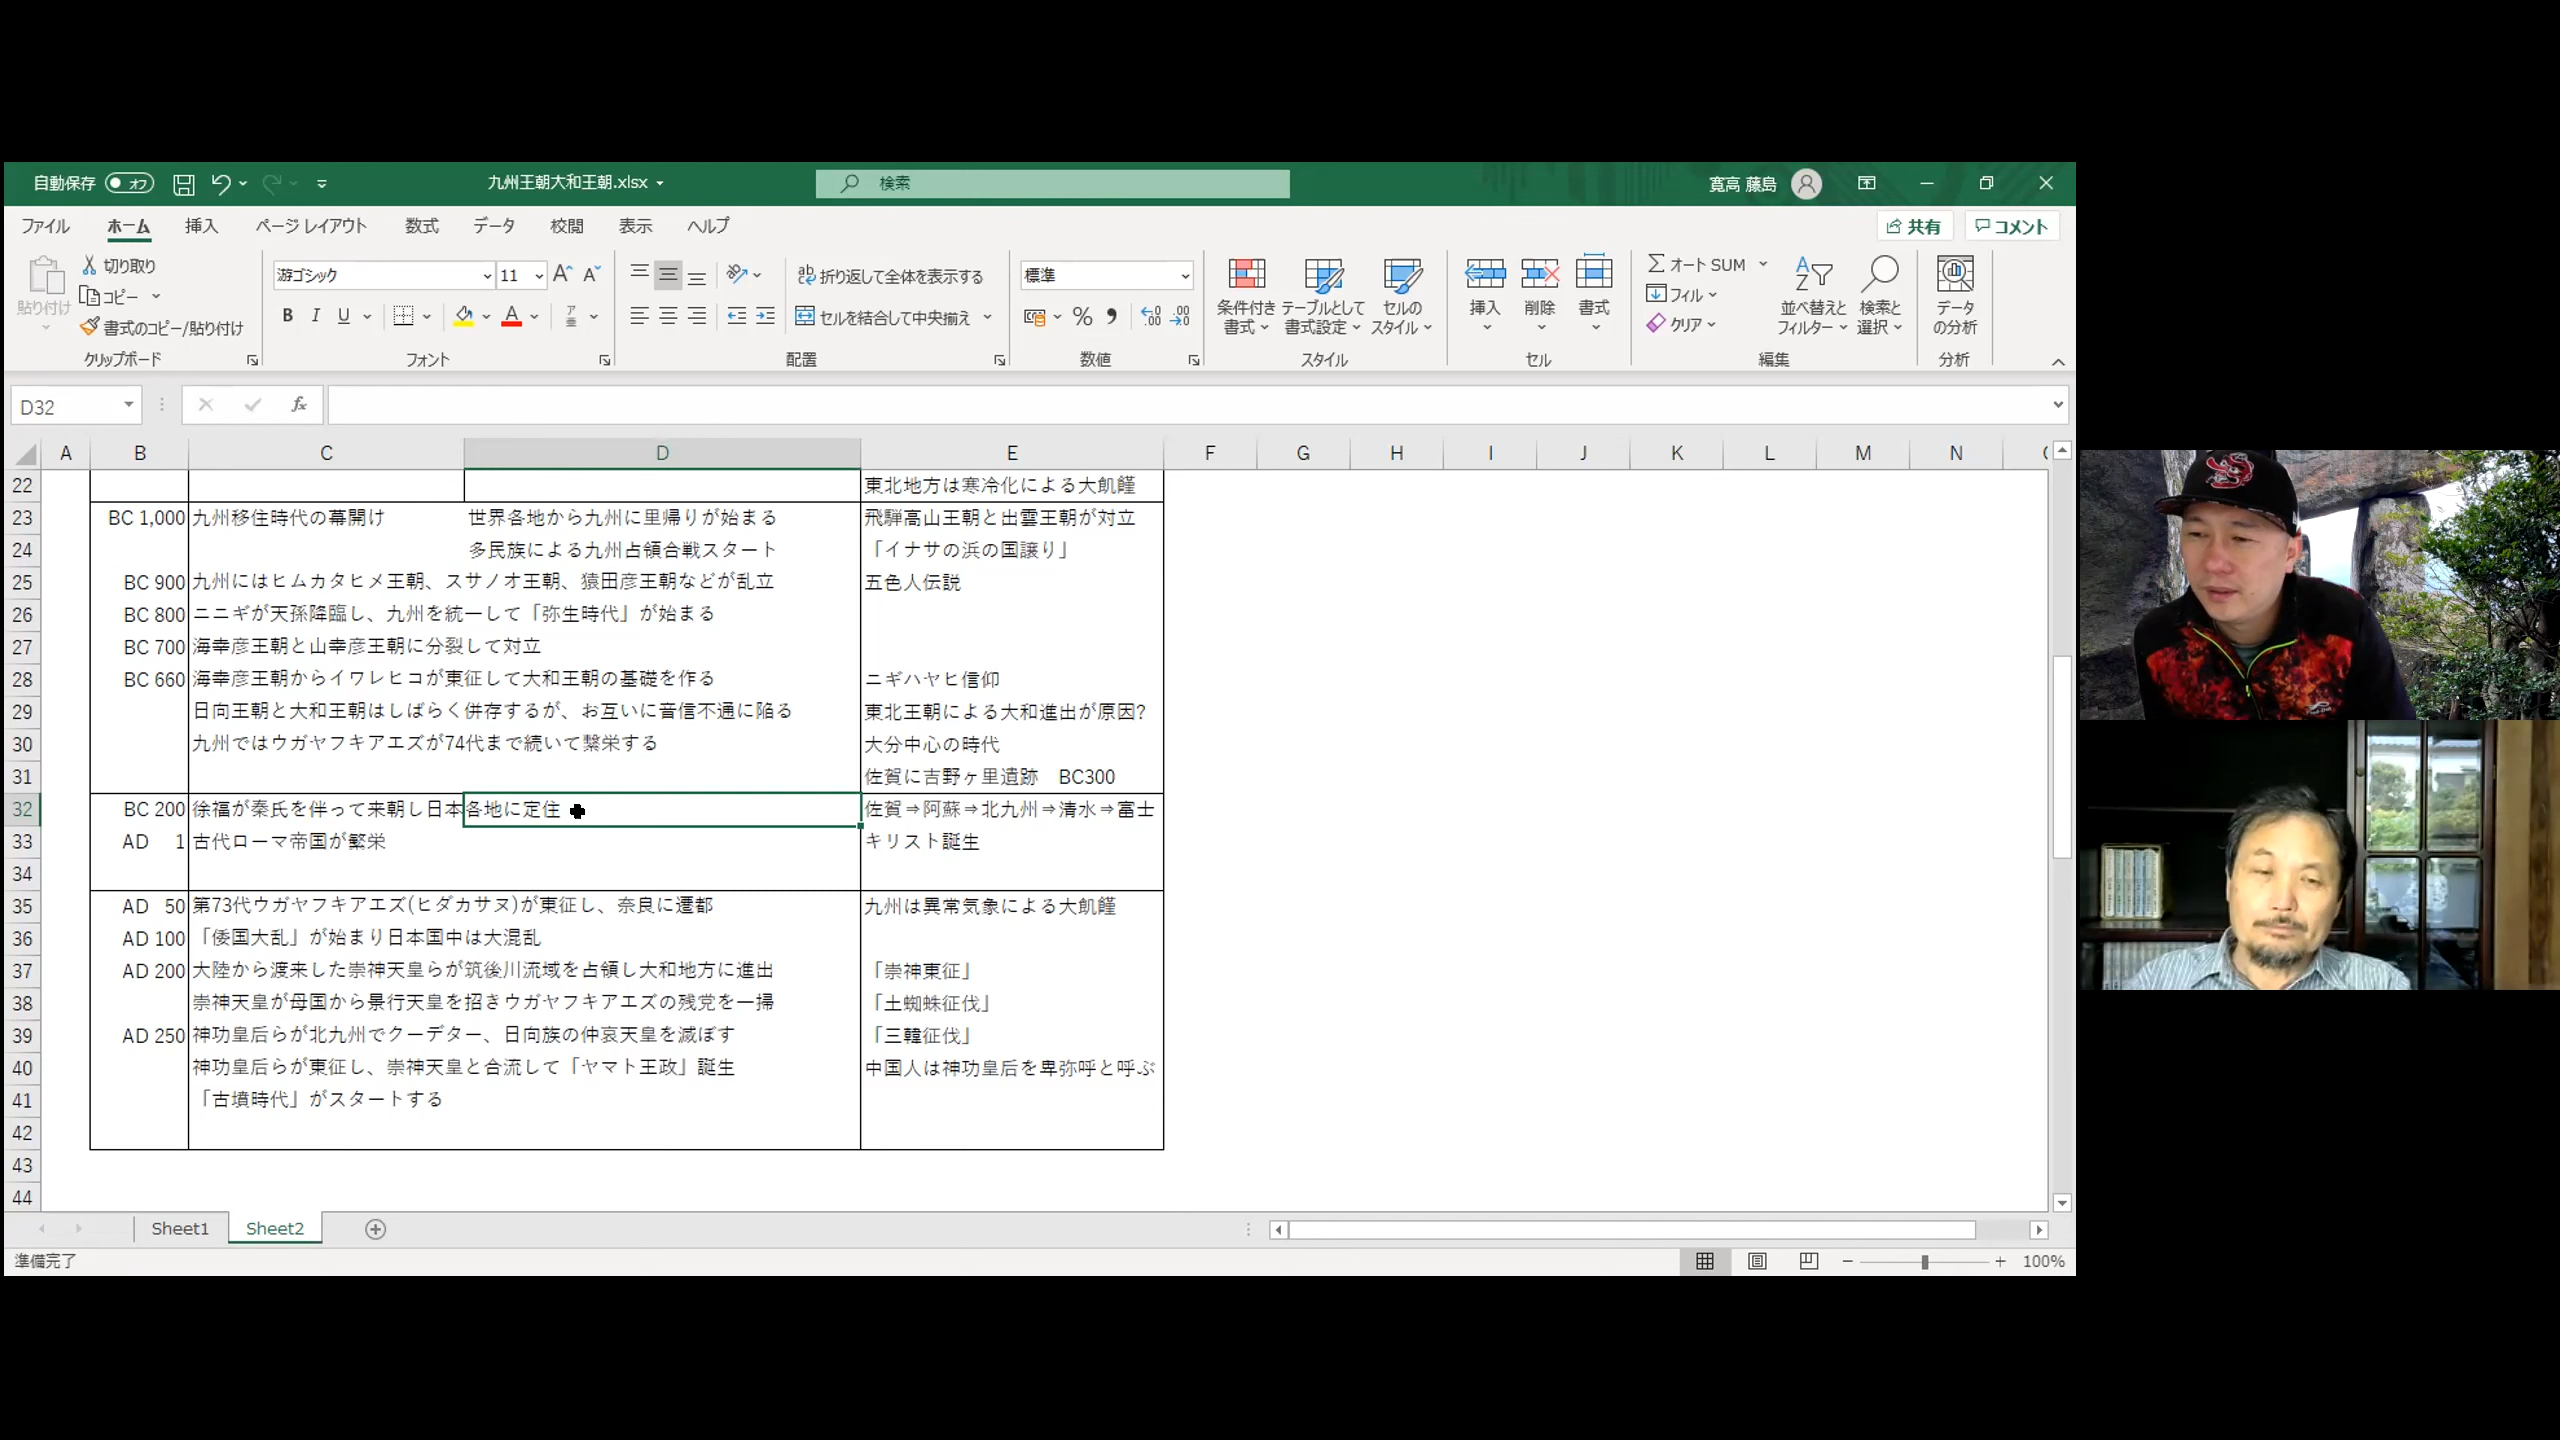 自動保存 オフ 九州王朝大和王朝.xlsx 検索 寛高 藤島
ファイル ホーム 挿入 ページ レイアウト 数式 データ 校閲 表示 ヘルプ 共有 コメント
貼り付け 切り取り コピー 書式のコピー/貼り付け クリップボード
游ゴシック 11 B I U フォント
折り返して全体を表示する セルを結合して中央揃え 配置
標準 % 数値
条件付き書式 テーブルとして書式設定 セルのスタイル スタイル
挿入 削除 書式 セル
オート SUM フィル クリア 並べ替えとフィルター 検索と選択 編集
データの分析 分析
D32 fx
A B C D E F G H I J K L M N
22 東北地方は寒冷化による大飢饉
23 BC 1,000 九州移住時代の幕開け 世界各地から九州に里帰りが始まる 飛騨高山王朝と出雲王朝が対立
24 多民族による九州占領合戦スタート 「イナサの浜の国譲り」
25 BC 900 九州にはヒムカタヒメ王朝、スサノオ王朝、猿田彦王朝などが乱立 五色人伝説
26 BC 800 ニニギが天孫降臨し、九州を統一して「弥生時代」が始まる
27 BC 700 海幸彦王朝と山幸彦王朝に分裂して対立
28 BC 660 海幸彦王朝からイワレヒコが東征して大和王朝の基礎を作る ニギハヤヒ信仰
29 日向王朝と大和王朝はしばらく併存するが、お互いに音信不通に陥る 東北王朝による大和進出が原因?
30 九州ではウガヤフキアエズが74代まで続いて繁栄する 大分中心の時代
31 佐賀に吉野ヶ里遺跡 BC300
32 BC 200 徐福が秦氏を伴って来朝し日本各地に定住 佐賀⇒阿蘇⇒北九州⇒清水⇒富士
33 AD 1 古代ローマ帝国が繁栄 キリスト誕生
34
35 AD 50 第73代ウガヤフキアエズ(ヒダカサヌ)が東征し、奈良に遷都 九州は異常気象による大飢饉
36 AD 100 「倭国大乱」が始まり日本国中は大混乱
37 AD 200 大陸から渡来した崇神天皇らが筑後川流域を占領し大和地方に進出 「崇神東征」
38 崇神天皇が母国から景行天皇を招きウガヤフキアエズの残党を一掃 「土蜘蛛征伐」
39 AD 250 神功皇后らが北九州でクーデター、日向族の仲哀天皇を滅ぼす 「三韓征伐」
40 神功皇后らが東征し、崇神天皇と合流して「ヤマト王政」誕生 中国人は神功皇后を卑弥呼と呼ぶ
41 「古墳時代」がスタートする
42
43
44
Sheet1 Sheet2
準備完了 100%